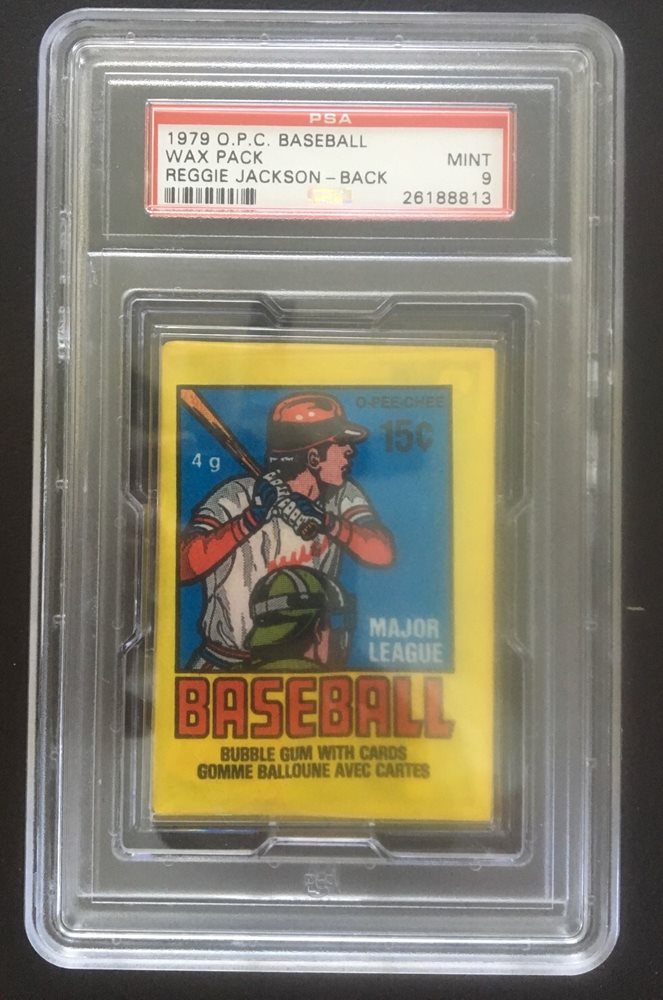 PSA
1979 O.P.C. BASEBALL
WAX PACK MINT
REGGIE JACKSON – BACK 9
26188813
O-PEE-CHEE
15¢
4 g
MAJOR
LEAGUE
BASEBALL
BUBBLE GUM WITH CARDS
GOMME BALLOUNE AVEC CARTES